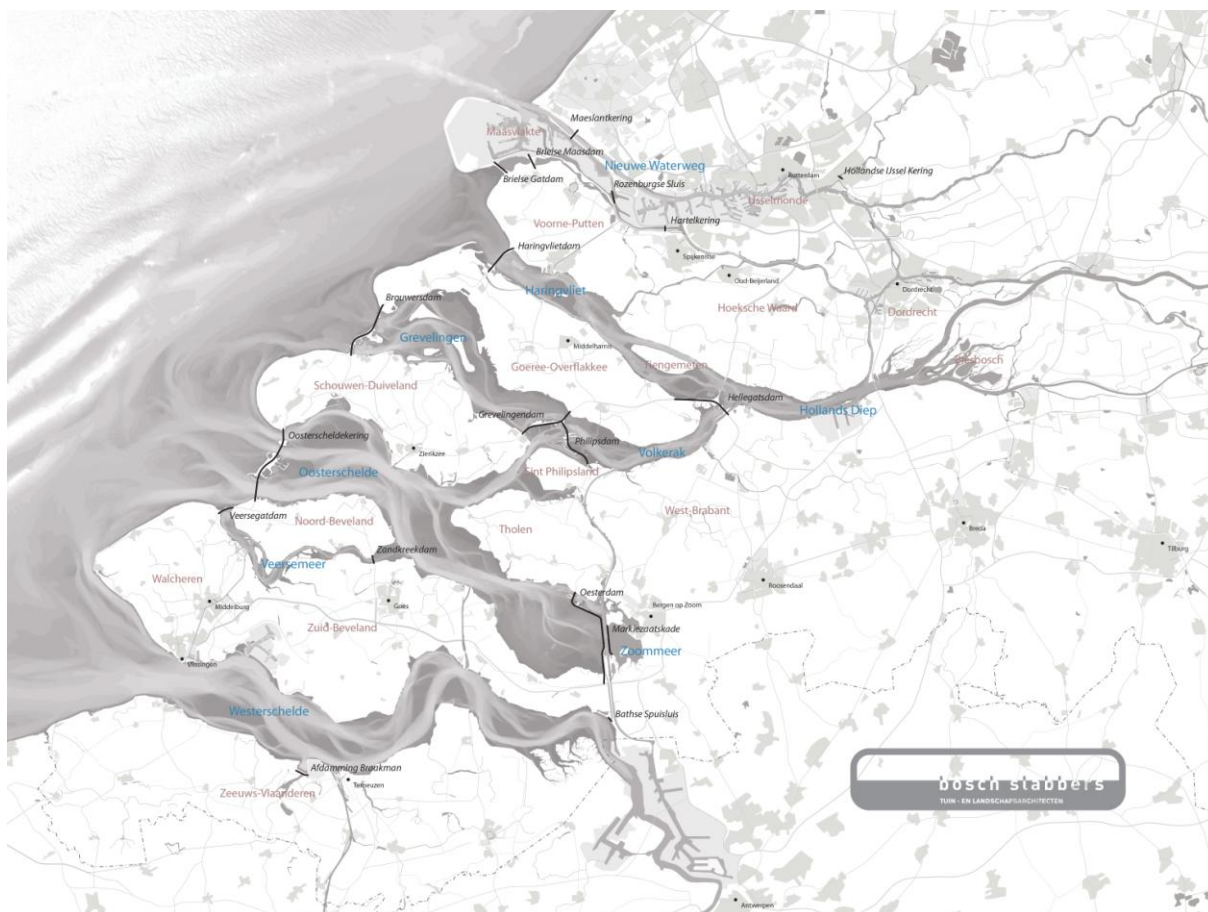 Maeslantkering
Maasvlakte
Brielse Maasdam
Nieuwe Waterweg
Brielse Gatdam
Rozenburgse Sluis
Rotterdam
Hollandse IJssel Kering
IJsselmonde
Voorne-Putten
Hartelkering
Haringvlietdam
Spijkenisse
Oud-Beijerland
Haringvliet
Dordrecht
Brouwersdam
Hoeksche Waard
Dordrecht
Grevelingen
Middelharnis
Biesbosch
Goeree-Overflakkee
Tiengemeten
Schouwen-Duiveland
Hellegatsdam
Hollands Diep
Grevelingendam
Oosterscheldekering
Philipsdam
Zierikzee
Volkerak
Oosterschelde
Sint Philipsland
Veersegatdam
Noord-Beveland
Tholen
West-Brabant
Breda
Tilburg
Zandkreekdam
Veersemeer
Walcheren
Roosendaal
Oesterdam
Middelburg
Goes
Bergen op Zoom
Zuid-Beveland
Markiezaatskade
Zoommeer
Vlissingen
Westerschelde
Bathse Spuisluis
Afdamming Braakman
Terneuzen
Zeeuws-Vlaanderen
bosch slabbers
TUIN- EN LANDSCHAPSARCHITECTEN
Antwerpen